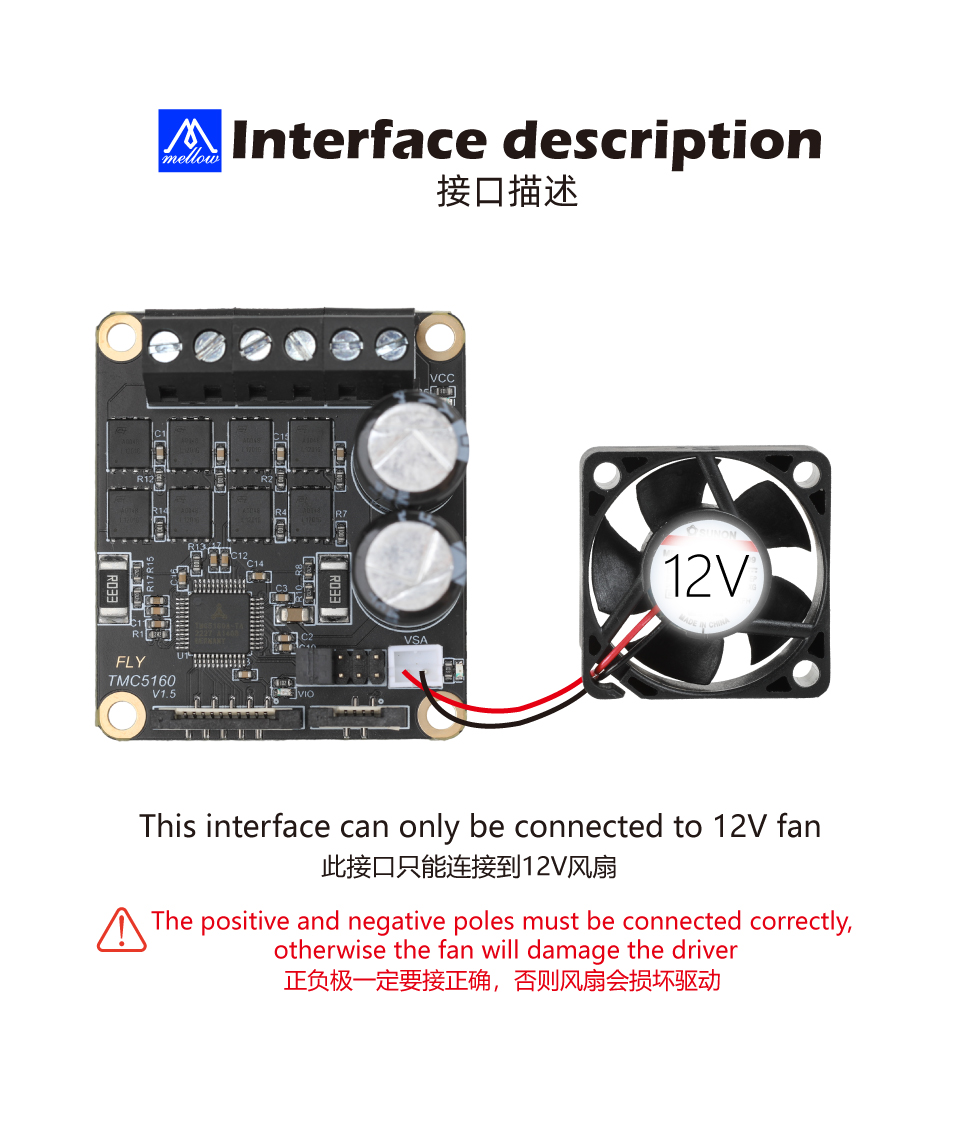 mellow
Interface description
接口描述
VCC
C1
C15
R12
R2
R14
R4
R7
R13
C12
C14
R15
R17
C16
R8
R10
C3
R033
R033
C11
R1
C2
U1
VSA
FLY
TMC5160
V1.5
VIO
SUNON
12V
MADE IN CHINA
This interface can only be connected to 12V fan
此接口只能连接到12V风扇
The positive and negative poles must be connected correctly,
otherwise the fan will damage the driver
正负极一定要接正确，否则风扇会损坏驱动